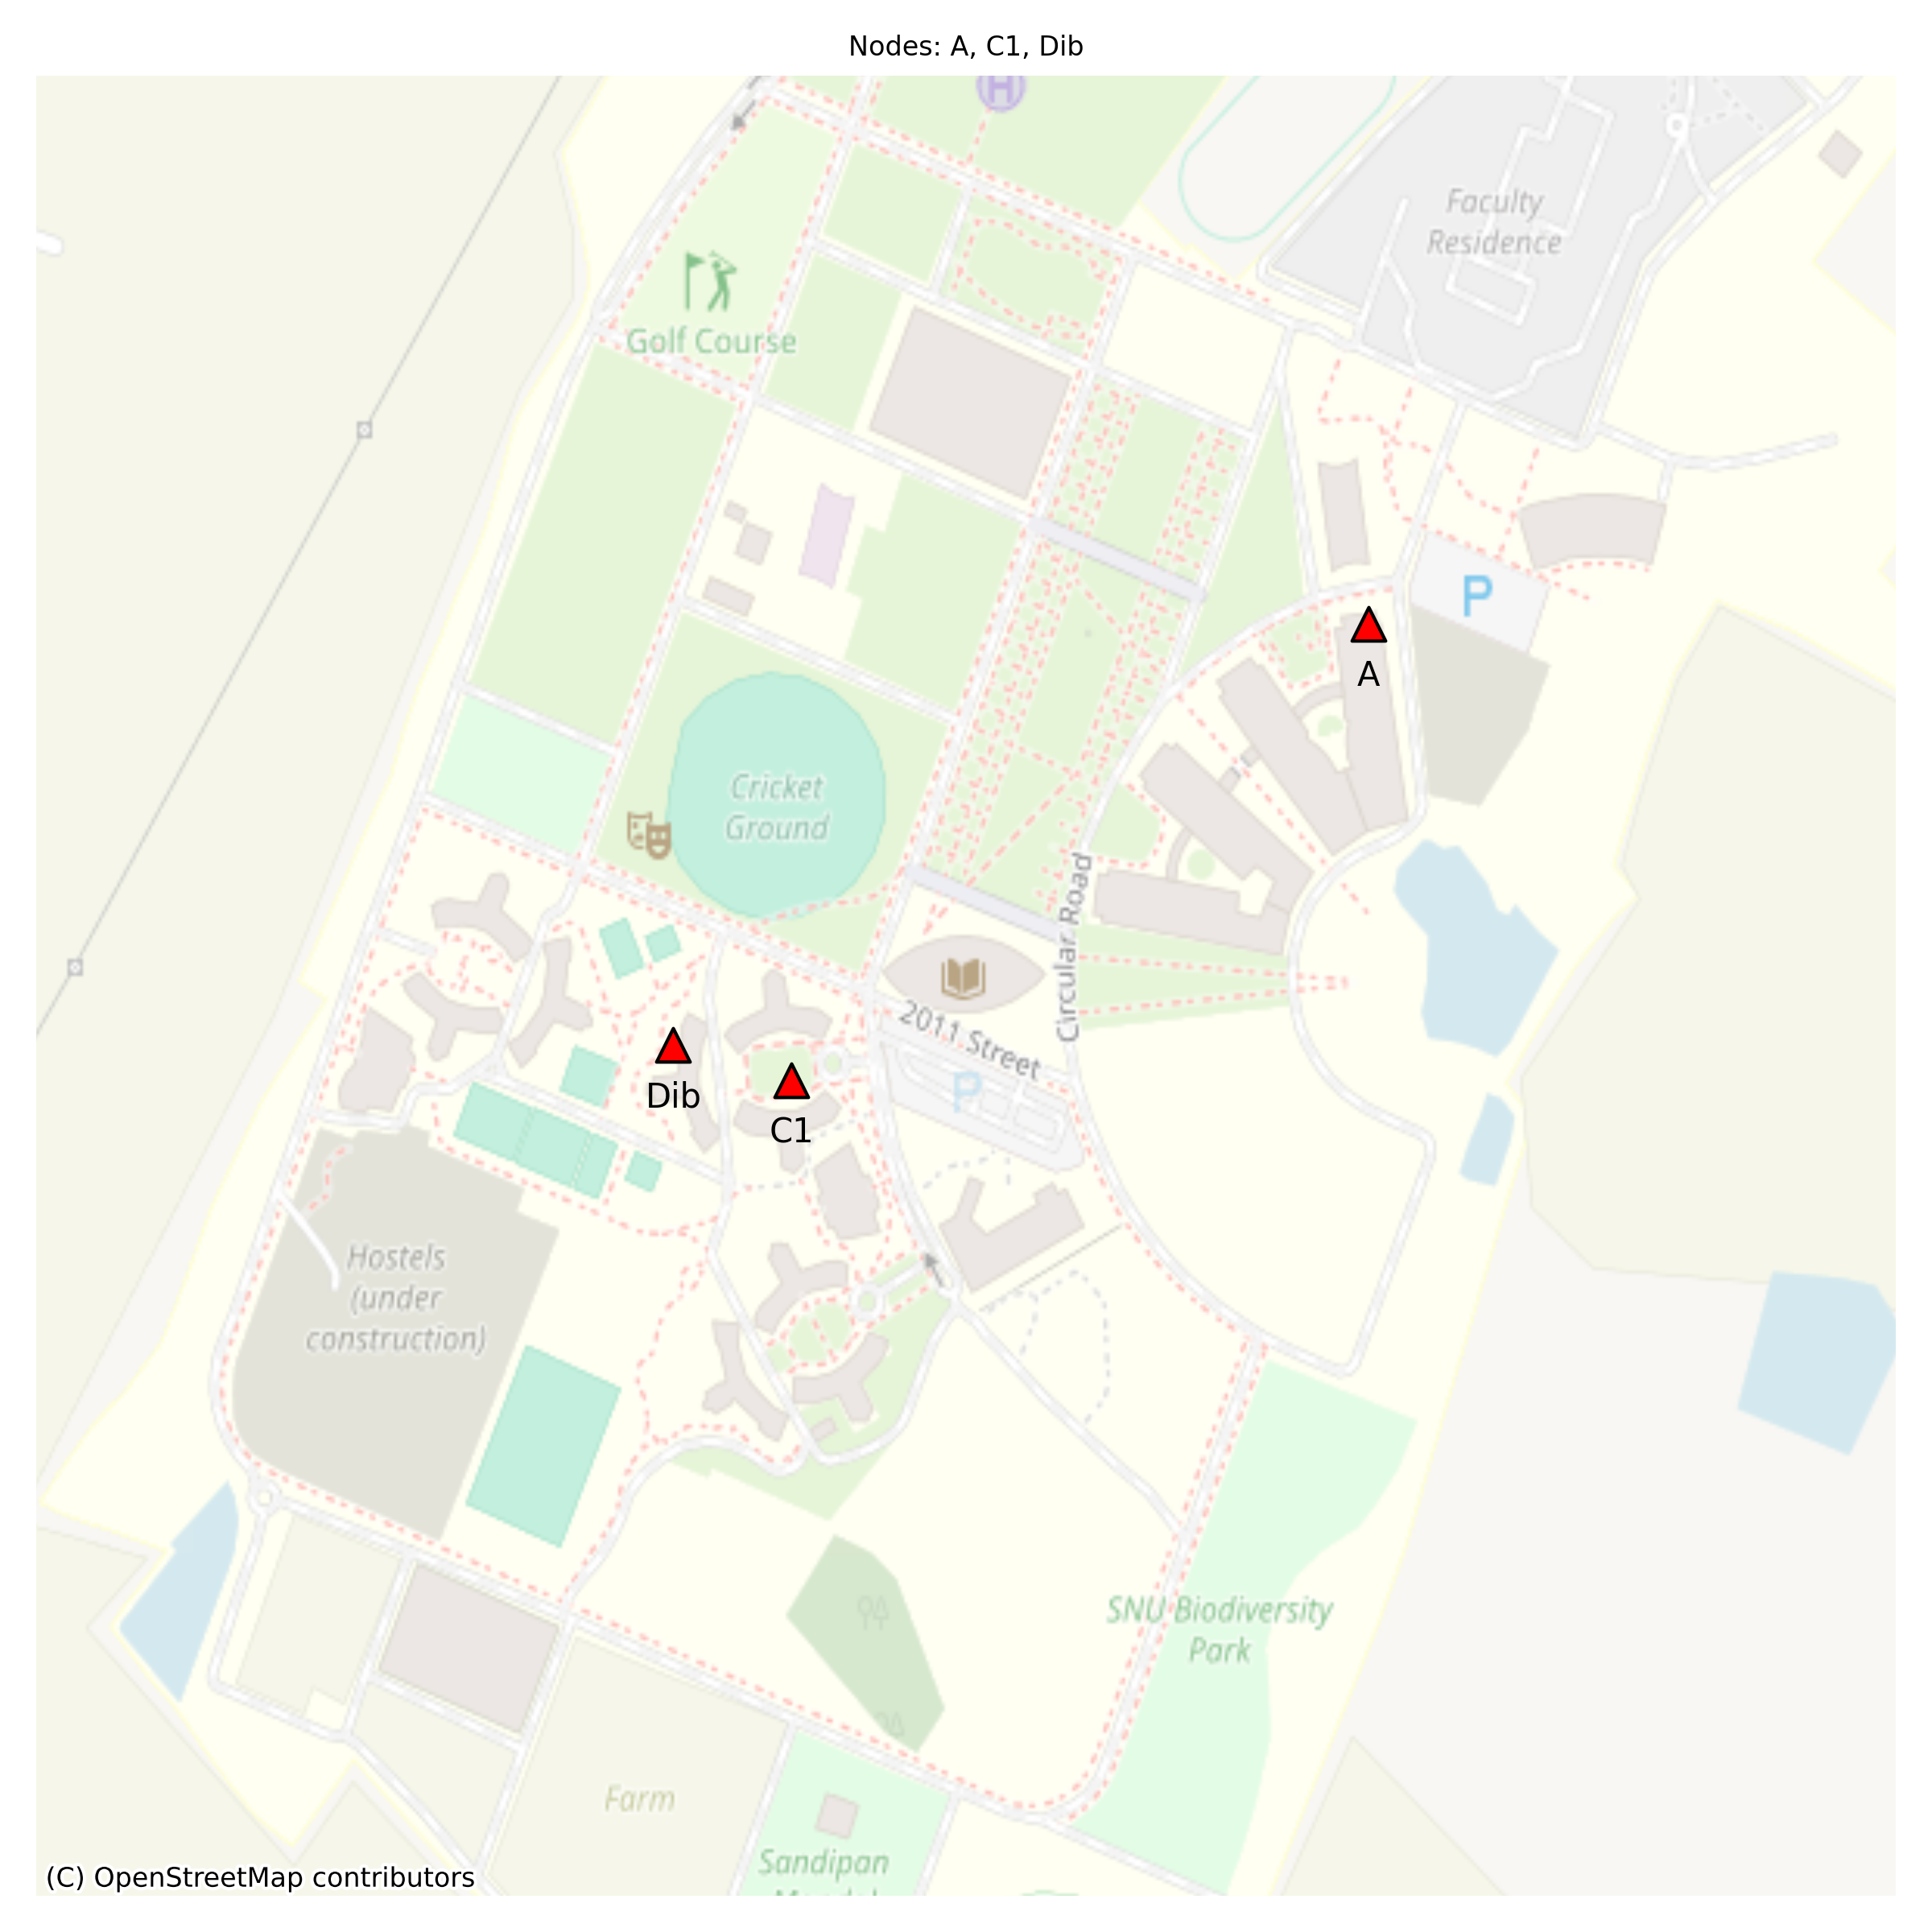 Nodes: A, C1, Dib
H
Faculty
Residence
Golf Course
P
A
Cricket
Ground
Circular Road
2011 Street
P
Dib
C1
Hostels
(under
construction)
SNU Biodiversity
Park
Farm
Sandipan
(C) OpenStreetMap contributors